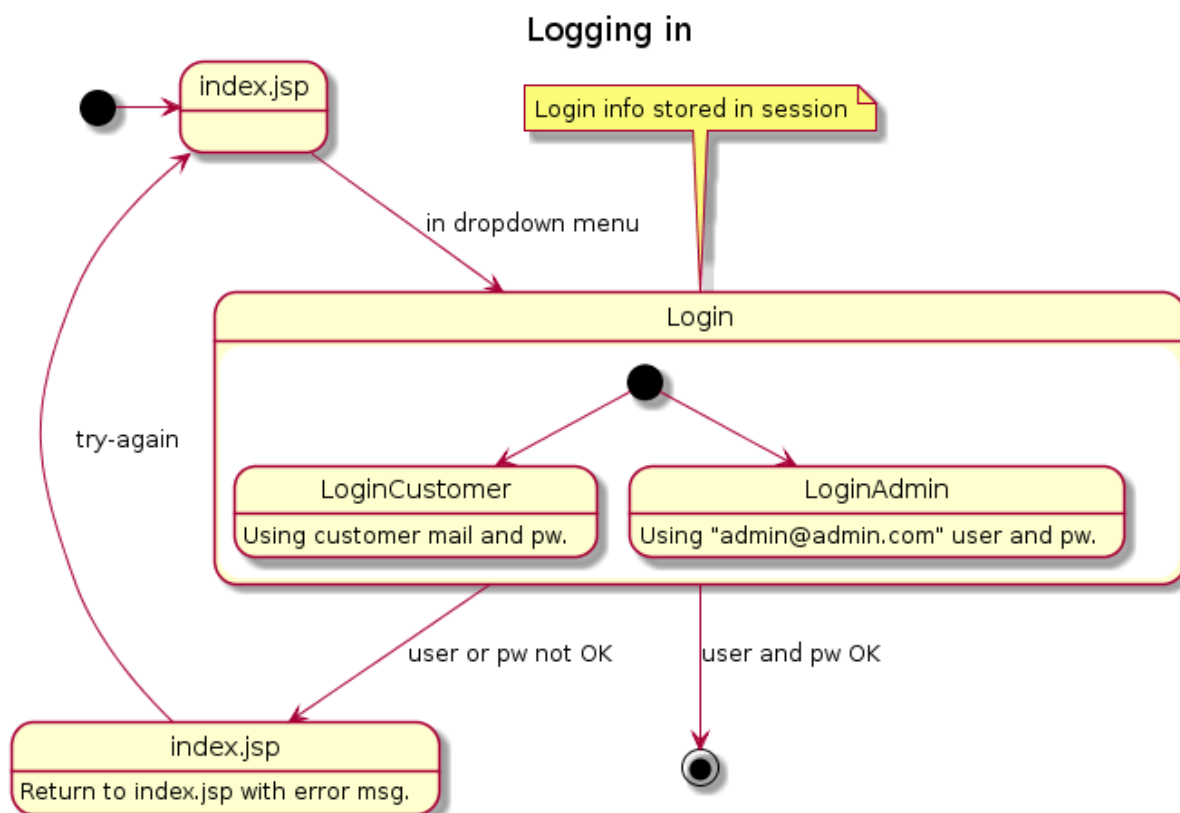 Logging in
index.jsp
Login info stored in session
in dropdown menu
Login
try-again
LoginCustomer
Using customer mail and pw.
LoginAdmin
Using "admin@admin.com" user and pw.
user or pw not OK
user and pw OK
index.jsp
Return to index.jsp with error msg.